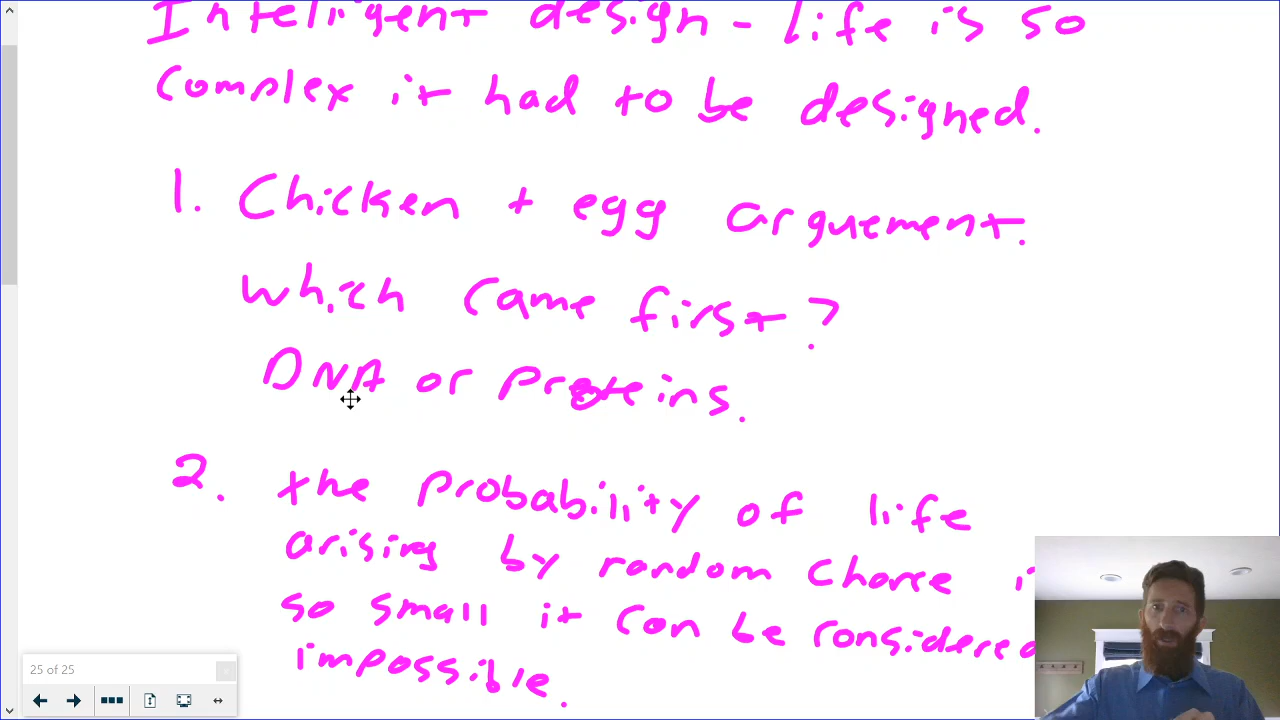 Intelligent design - life is so
complex it had to be designed.
1. Chicken + egg arguement.
Which came first?
DNA or proteins.
2. the probability of life
arising by random chance
so small it can be considered
impossible.
25 of 25